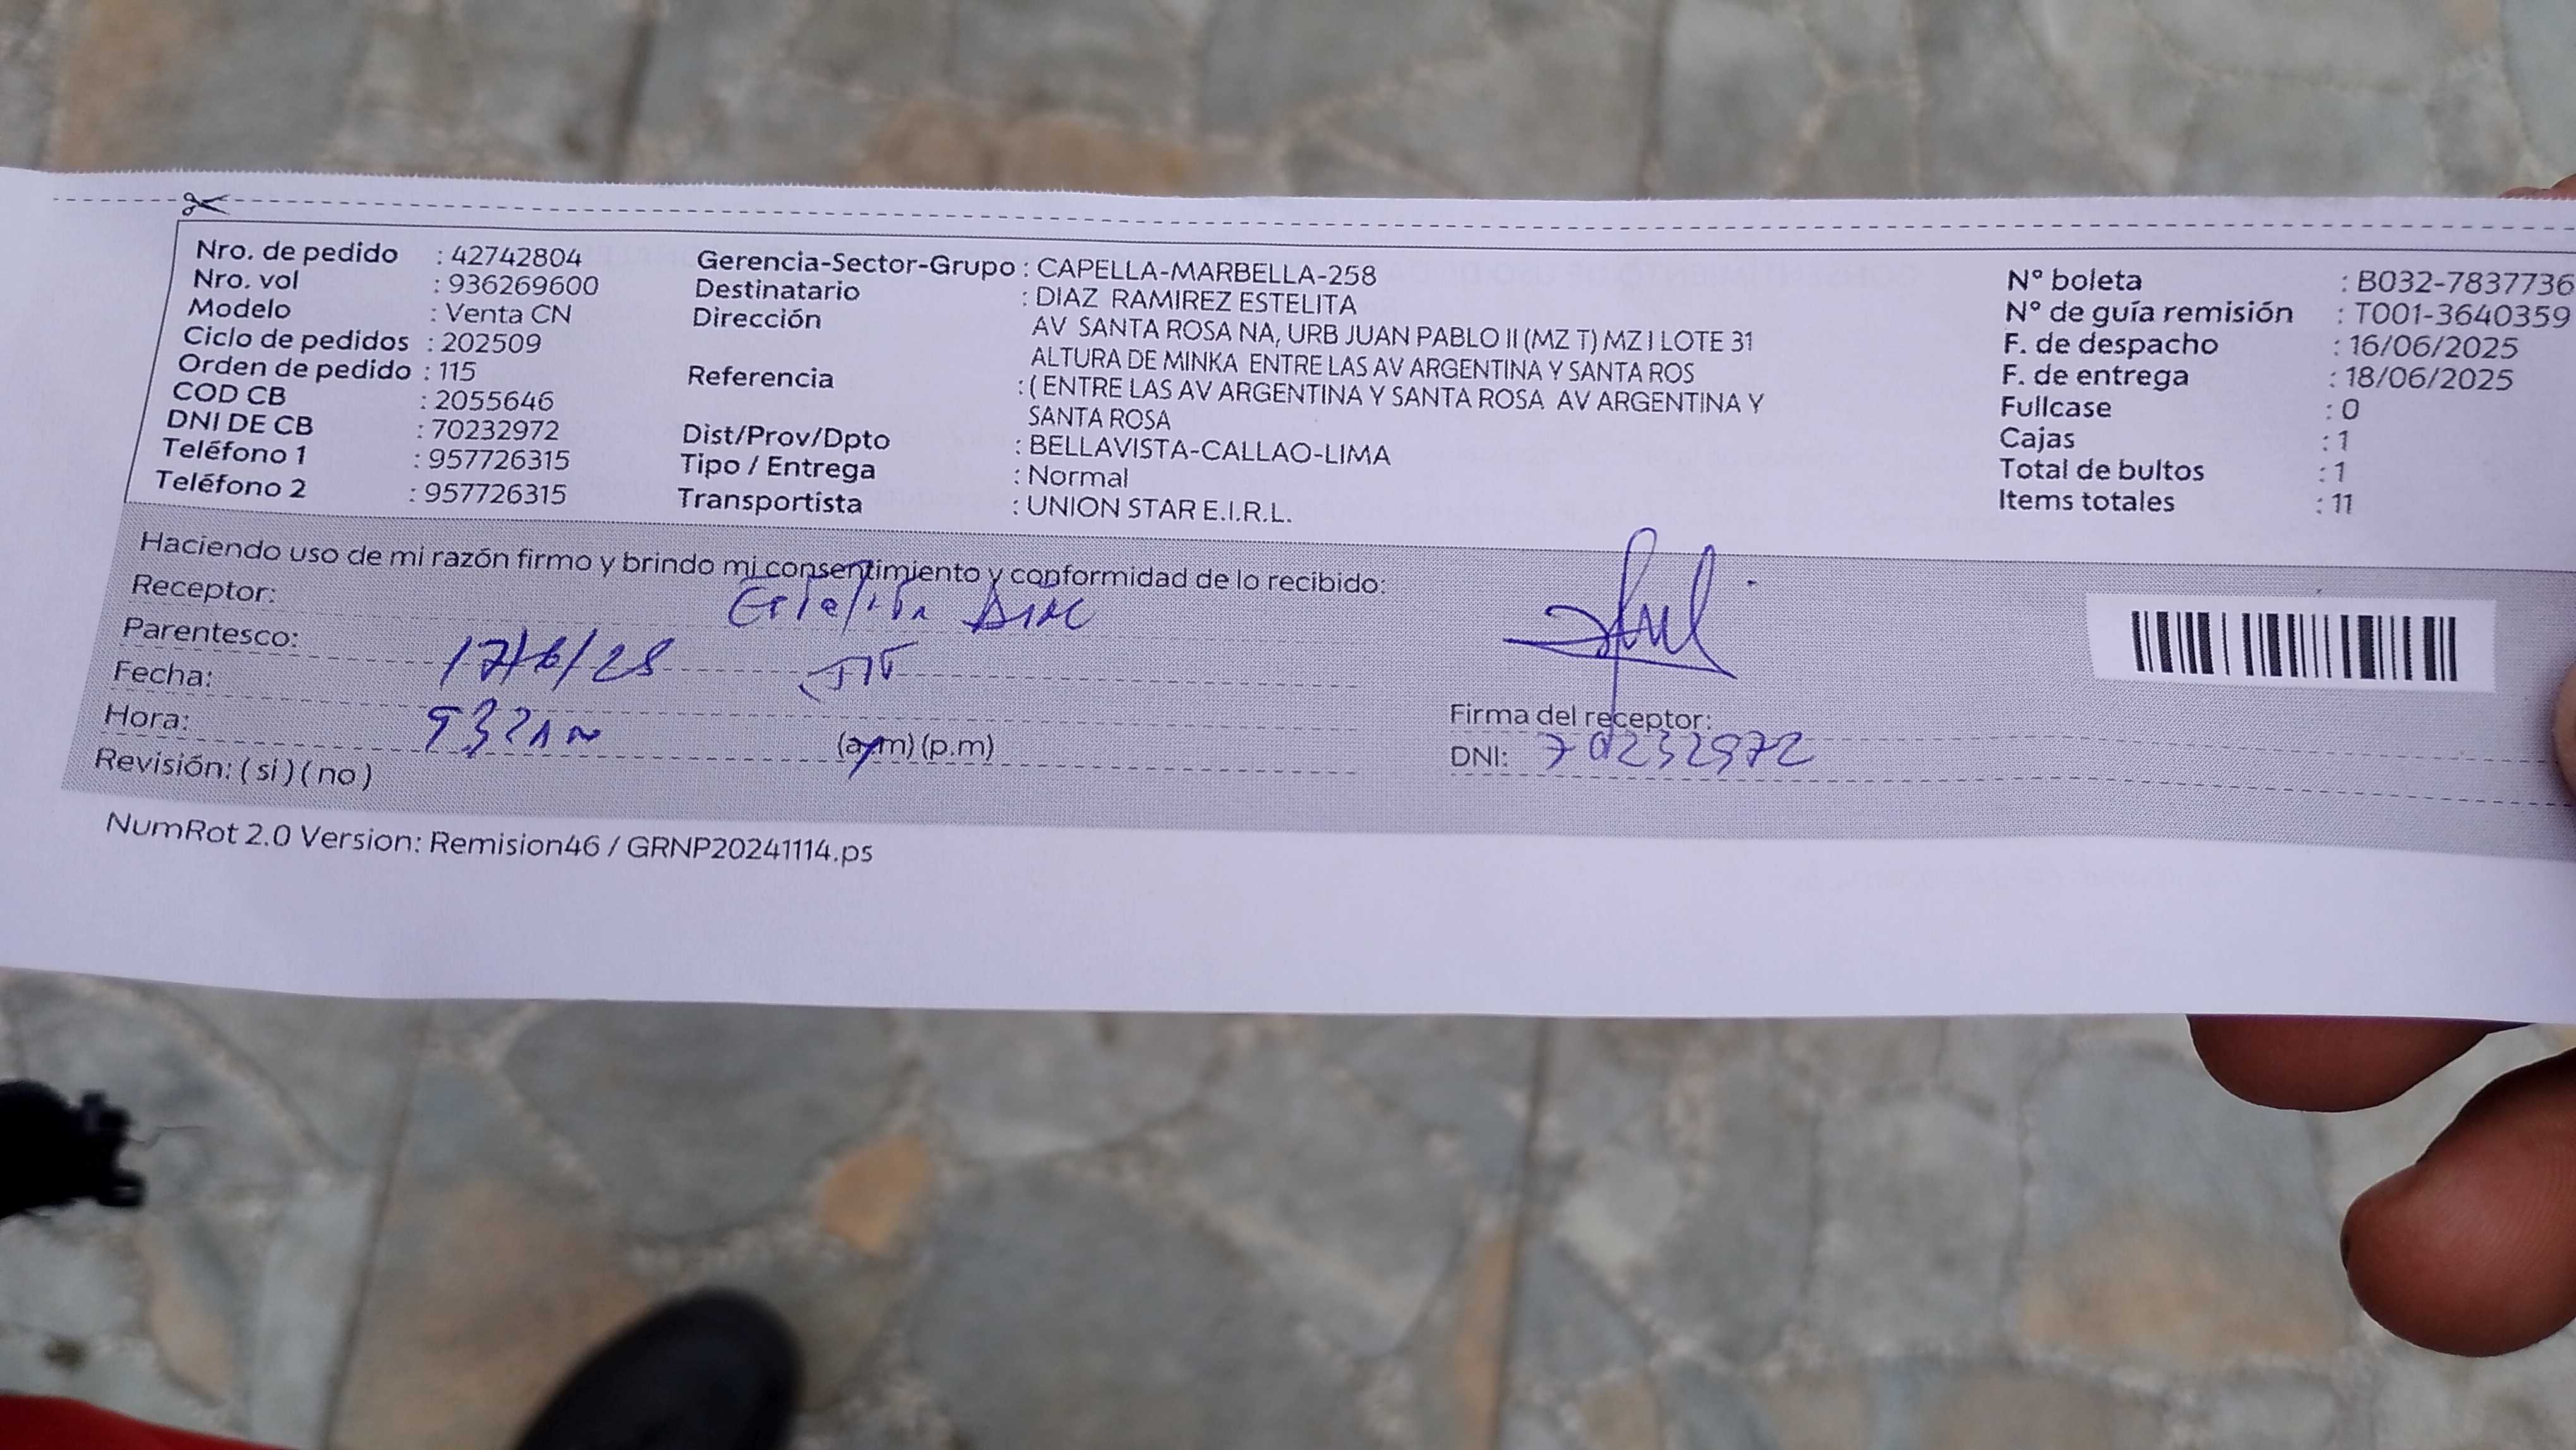 Nro. de pedido : 42742804
Nro. vol : 936269600
Modelo : Venta CN
Ciclo de pedidos : 202509
Orden de pedido : 115
COD CB : 2055646
DNI DE CB : 70232972
Teléfono 1 : 957726315
Teléfono 2 : 957726315
Gerencia-Sector-Grupo : CAPELLA-MARBELLA-258
Destinatario : DIAZ RAMIREZ ESTELITA
Dirección AV SANTA ROSA NA, URB JUAN PABLO II (MZ T) MZ I LOTE 31
ALTURA DE MINKA ENTRE LAS AV ARGENTINA Y SANTA ROS
Referencia : ( ENTRE LAS AV ARGENTINA Y SANTA ROSA AV ARGENTINA Y
SANTA ROSA
Dist/Prov/Dpto : BELLAVISTA-CALLAO-LIMA
Tipo / Entrega : Normal
Transportista : UNION STAR E.I.R.L.
N° boleta : B032-7837736
N° de guía remisión : T001-3640359
F. de despacho : 16/06/2025
F. de entrega : 18/06/2025
Fullcase : 0
Cajas : 1
Total de bultos : 1
Items totales : 11
Haciendo uso de mi razón firmo y brindo mi consentimiento y conformidad de lo recibido:
Receptor: Estelita Diaz
Parentesco:
Fecha: 17/6/25
Hora: 932 AM (a.m) (p.m)
Revisión: ( si ) ( no )
Firma del receptor:
DNI: 70232972
NumRot 2.0 Version: Remision46 / GRNP20241114.ps